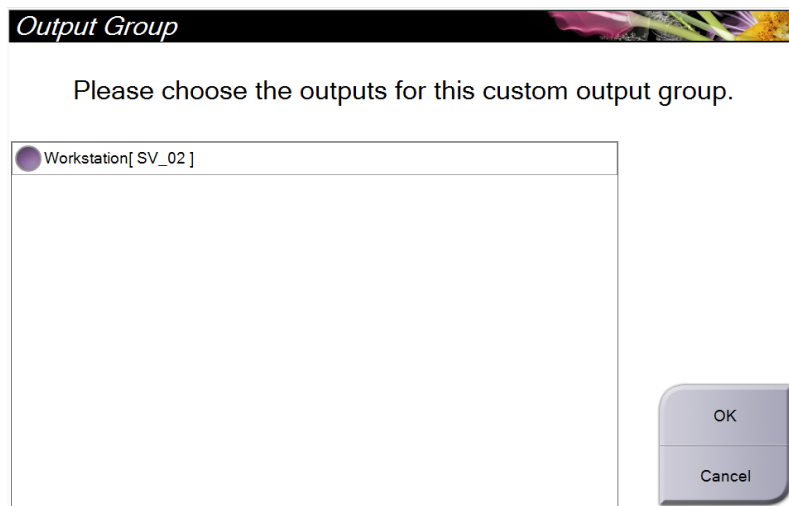 Output Group
Please choose the outputs for this custom output group.
Workstation[ SV_02 ]
OK
Cancel